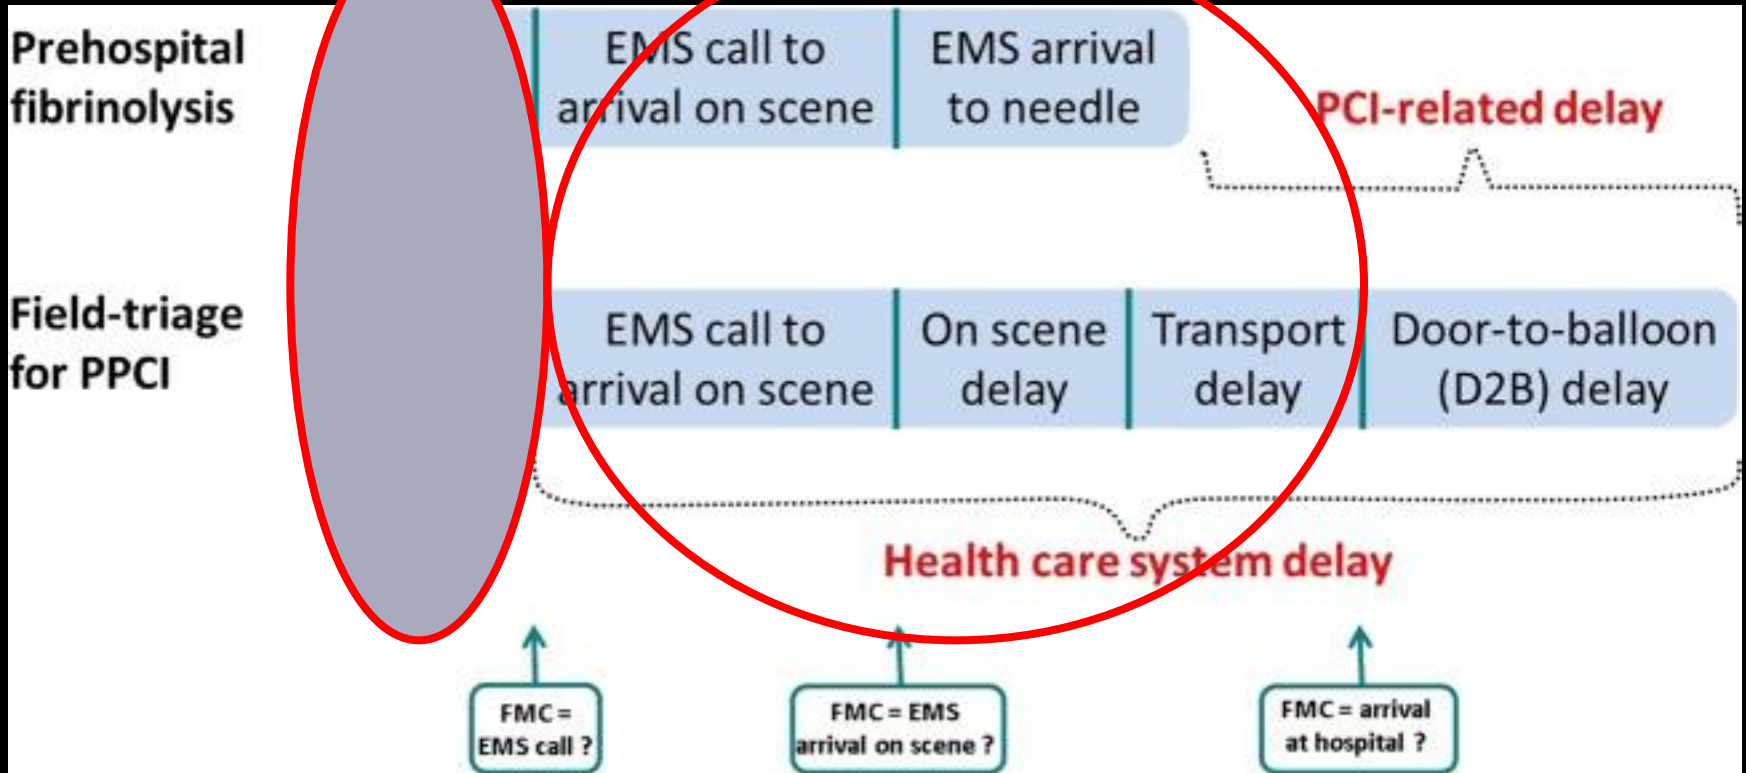 Prehospital
fibrinolysis
EMS call to
arrival on scene
EMS arrival
to needle
PCI-related delay
Field-triage
for PPCI
EMS call to
arrival on scene
On scene
delay
Transport
delay
Door-to-balloon
(D2B) delay
Health care system delay
FMC =
EMS call ?
FMC = EMS
arrival on scene ?
FMC = arrival
at hospital ?